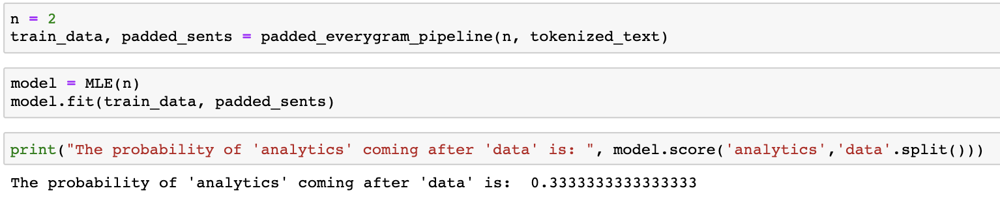 n = 2
train_data, padded_sents = padded_everygram_pipeline(n, tokenized_text)
model = MLE(n)
model.fit(train_data, padded_sents)
print("The probability of 'analytics' coming after 'data' is: ", model.score('analytics','data'.split()))
The probability of 'analytics' coming after 'data' is:  0.3333333333333333